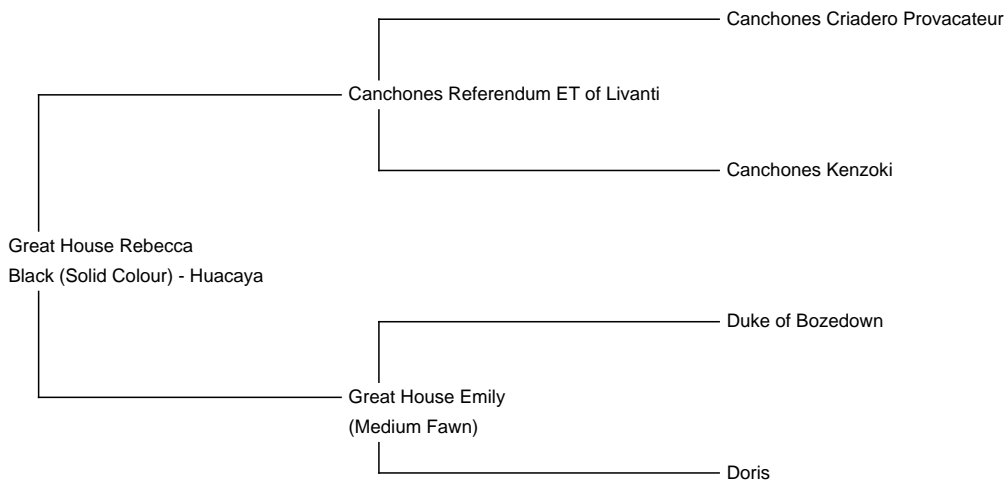 Canchones Criadero Provacateur
Canchones Referendum ET of Livanti
Canchones Kenzoki
Great House Rebecca
Black (Solid Colour) - Huacaya
Duke of Bozedown
Great House Emily
(Medium Fawn)
Doris